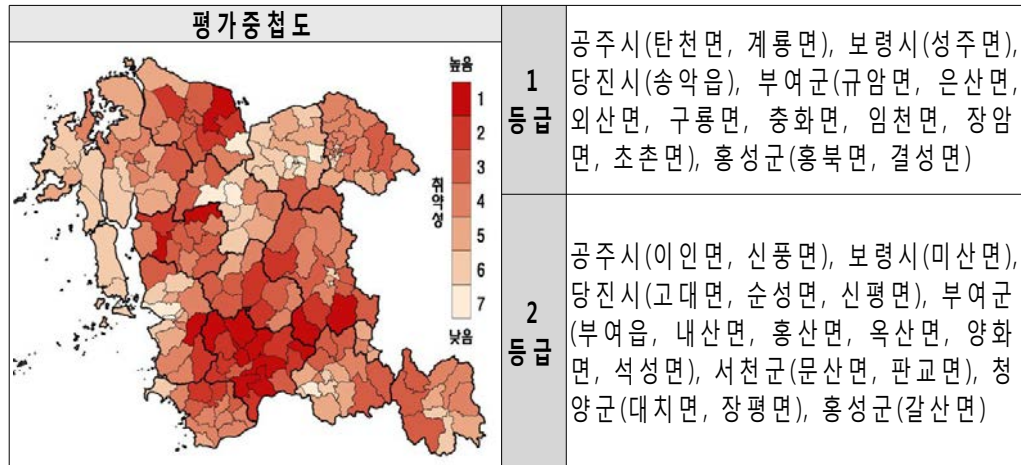 평가중첩도
높음
1
2
3
4
5
6
7
낮음
취약성
1
등급
공주시(탄천면, 계룡면), 보령시(성주면),
당진시(송악읍), 부여군(규암면, 은산면,
외산면, 구룡면, 충화면, 임천면, 장암
면, 초촌면), 홍성군(홍북면, 결성면)
2
등급
공주시(이인면, 신풍면), 보령시(미산면),
당진시(고대면, 순성면, 신평면), 부여군
(부여읍, 내산면, 홍산면, 옥산면, 양화
면, 석성면), 서천군(문산면, 판교면), 청
양군(대치면, 장평면), 홍성군(갈산면)